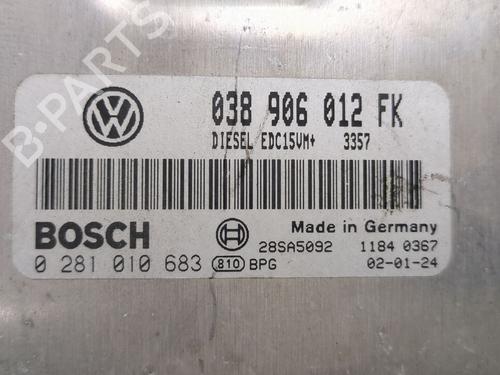 038 906 012 FK
DIESEL EDC15VM+ 3357
BOSCH
Made in Germany
28SA5092 1184 0367
0 281 010 683 810 BPG 02-01-24